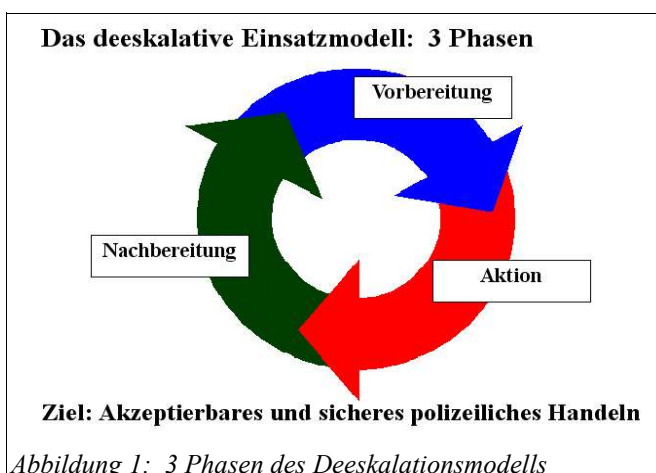 Das deeskalative Einsatzmodell: 3 Phasen
Vorbereitung
Nachbereitung
Aktion
Ziel: Akzeptierbares und sicheres polizeiliches Handeln
Abbildung 1: 3 Phasen des Deeskalationsmodells